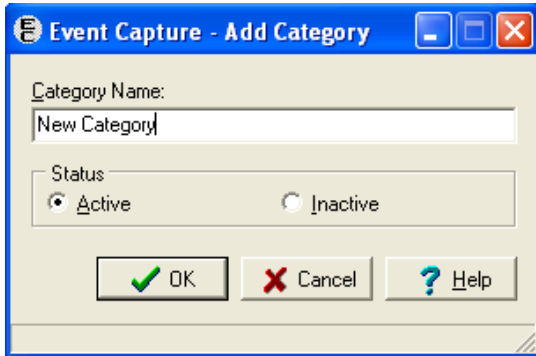 Event Capture - Add Category
Category Name:
New Category
Status
Active Inactive
OK Cancel ? Help